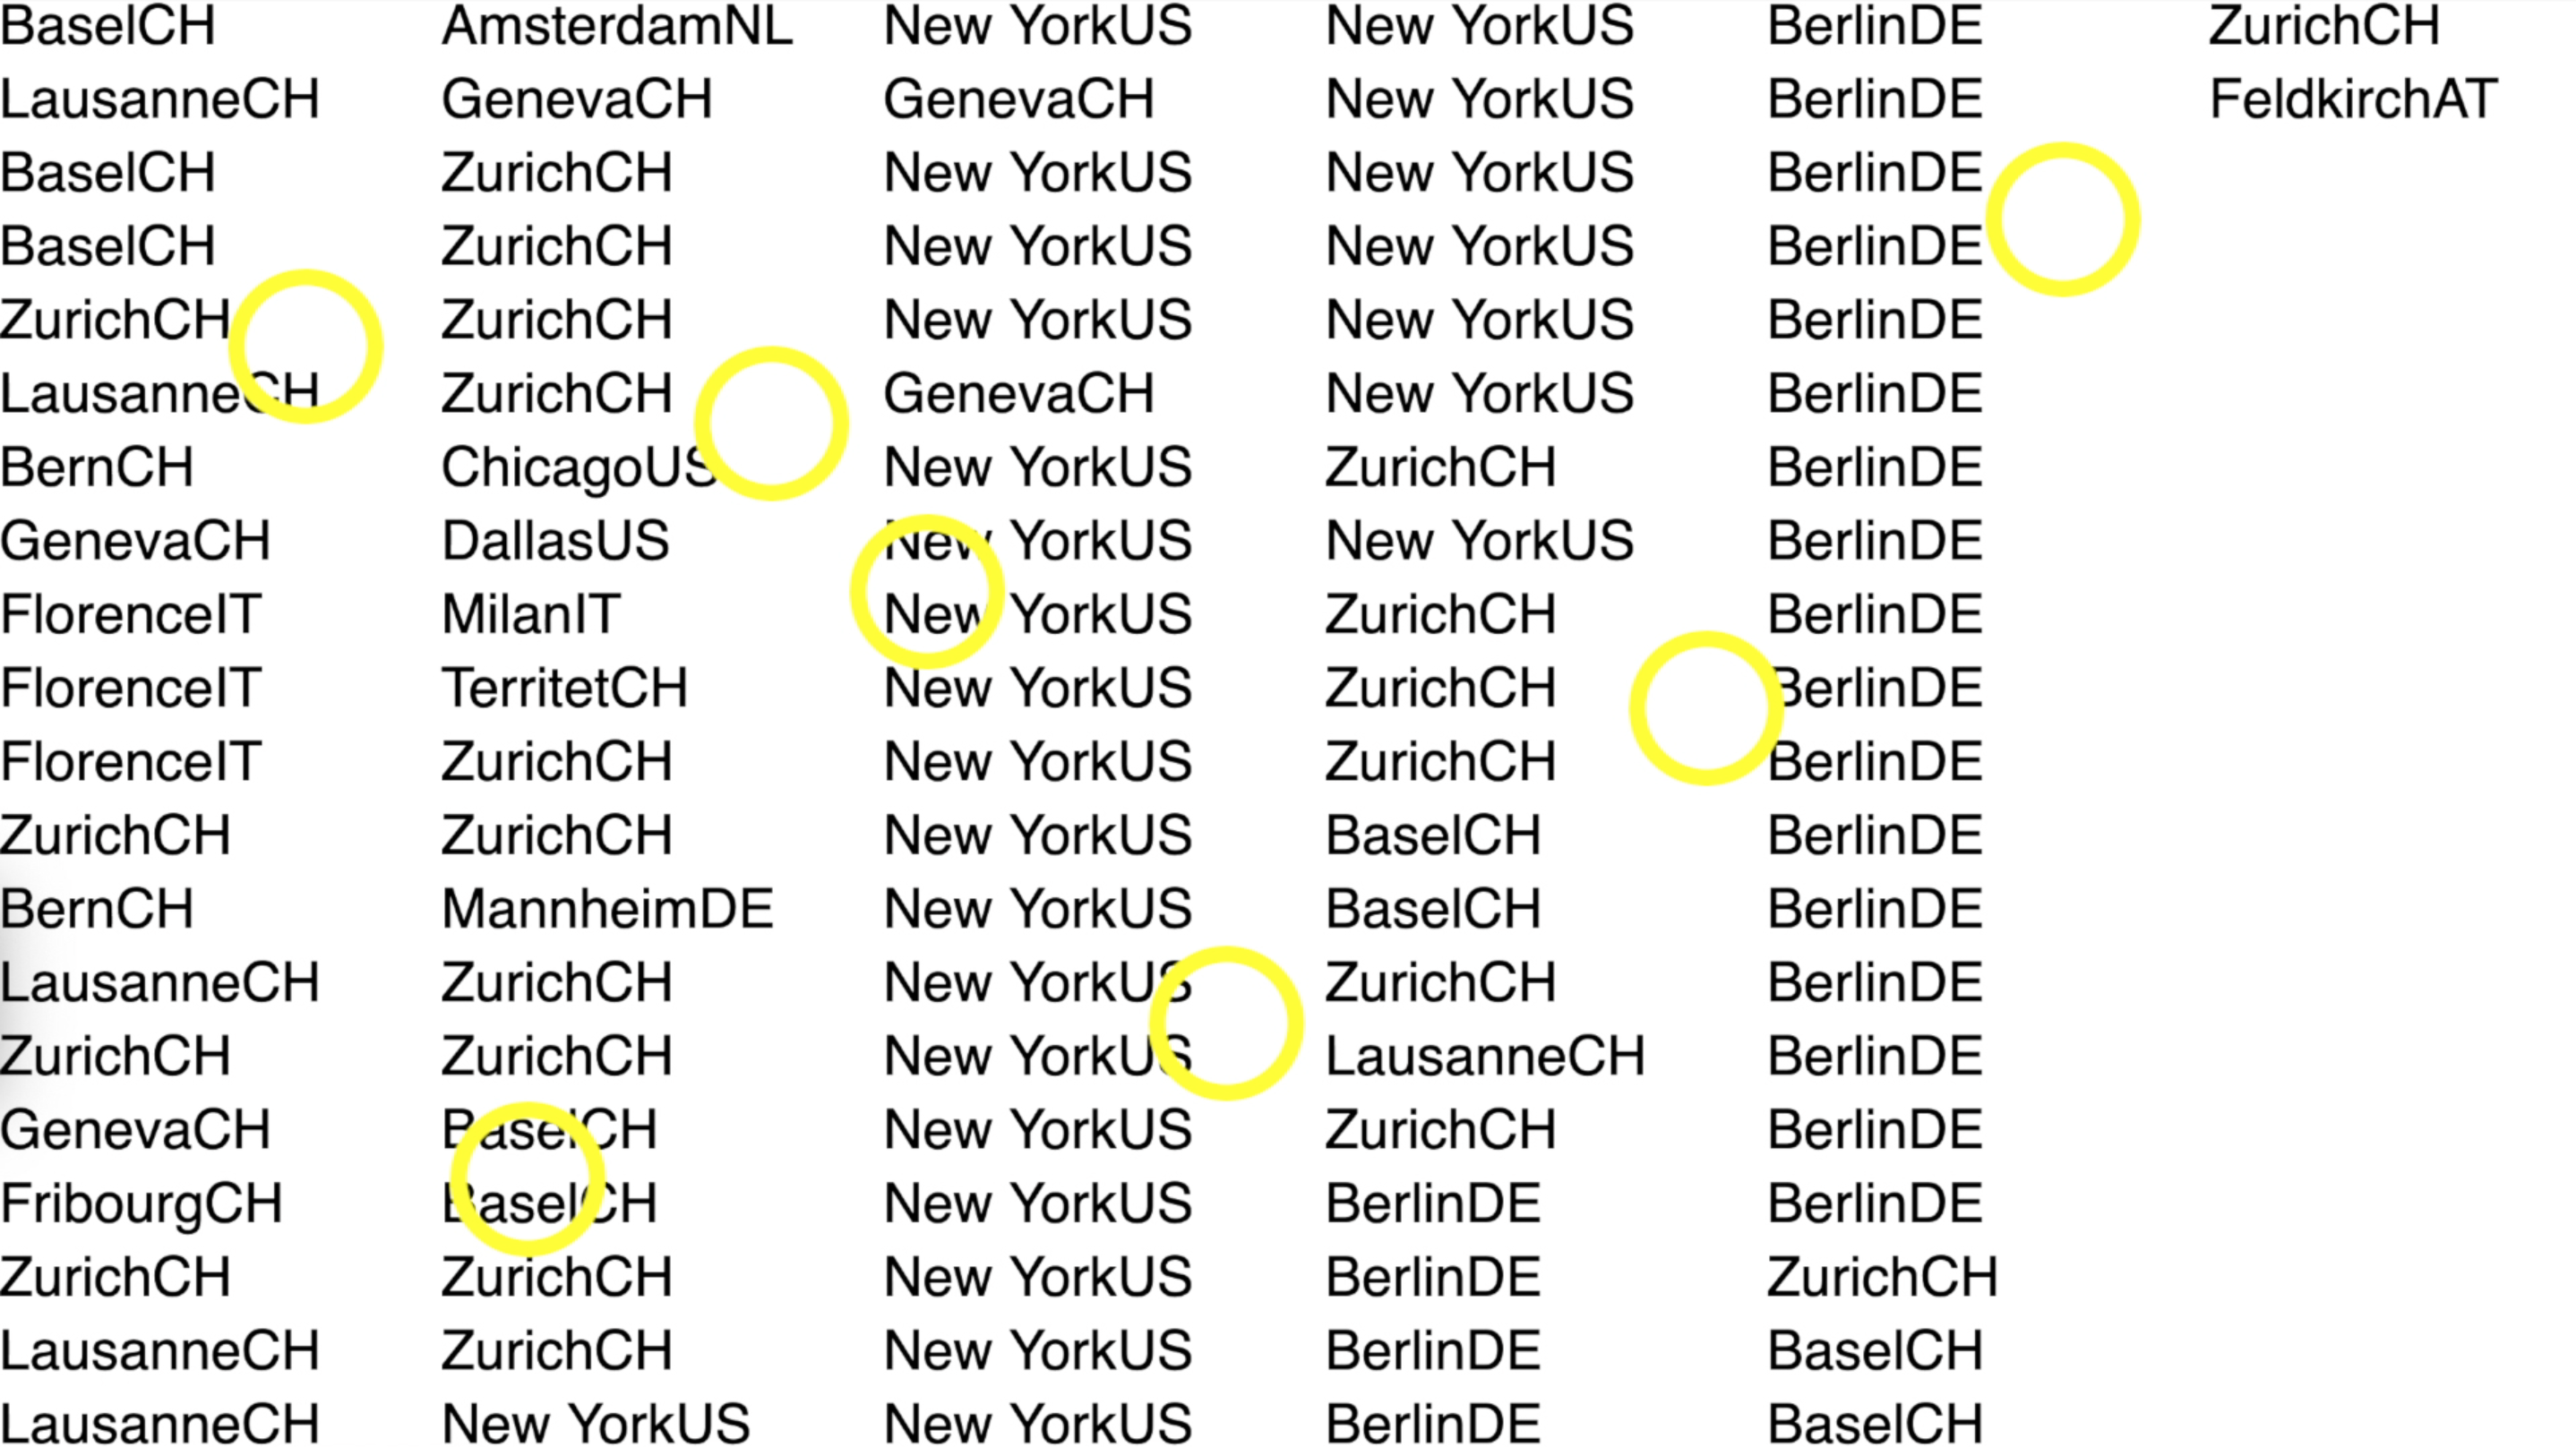 BaselCH AmsterdamNL New YorkUS New YorkUS BerlinDE ZurichCH
LausanneCH GenevaCH GenevaCH New YorkUS BerlinDE FeldkirchAT
BaselCH ZurichCH New YorkUS New YorkUS BerlinDE
BaselCH ZurichCH New YorkUS New YorkUS BerlinDE
ZurichCH ZurichCH New YorkUS New YorkUS BerlinDE
LausanneCH ZurichCH GenevaCH New YorkUS BerlinDE
BernCH ChicagoUS New YorkUS ZurichCH BerlinDE
GenevaCH DallasUS New YorkUS New YorkUS BerlinDE
FlorenceIT MilanIT New YorkUS ZurichCH BerlinDE
FlorenceIT TerritetCH New YorkUS ZurichCH BerlinDE
FlorenceIT ZurichCH New YorkUS ZurichCH BerlinDE
ZurichCH ZurichCH New YorkUS BaselCH BerlinDE
BernCH MannheimDE New YorkUS BaselCH BerlinDE
LausanneCH ZurichCH New YorkUS ZurichCH BerlinDE
ZurichCH ZurichCH New YorkUS LausanneCH BerlinDE
GenevaCH BaselCH New YorkUS ZurichCH BerlinDE
FribourgCH BaselCH New YorkUS BerlinDE BerlinDE
ZurichCH ZurichCH New YorkUS BerlinDE ZurichCH
LausanneCH ZurichCH New YorkUS BerlinDE BaselCH
LausanneCH New YorkUS New YorkUS BerlinDE BaselCH